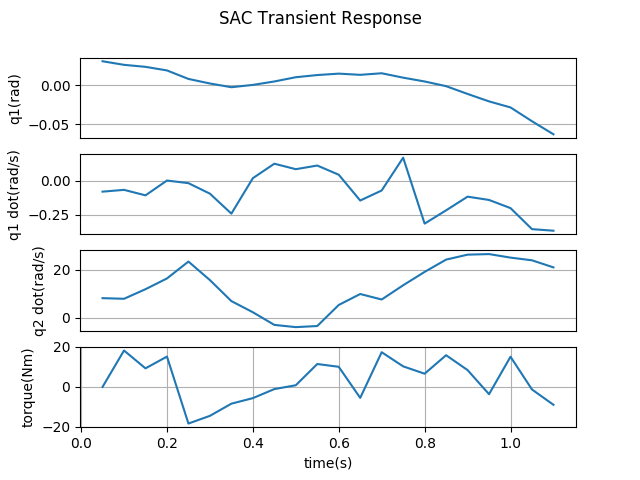 SAC Transient Response
q1(rad)
0.00
−0.05
q1 dot(rad/s)
0.00
−0.25
q2 dot(rad/s)
20
0
torque(Nm)
20
0
−20
0.0 0.2 0.4 0.6 0.8 1.0
time(s)